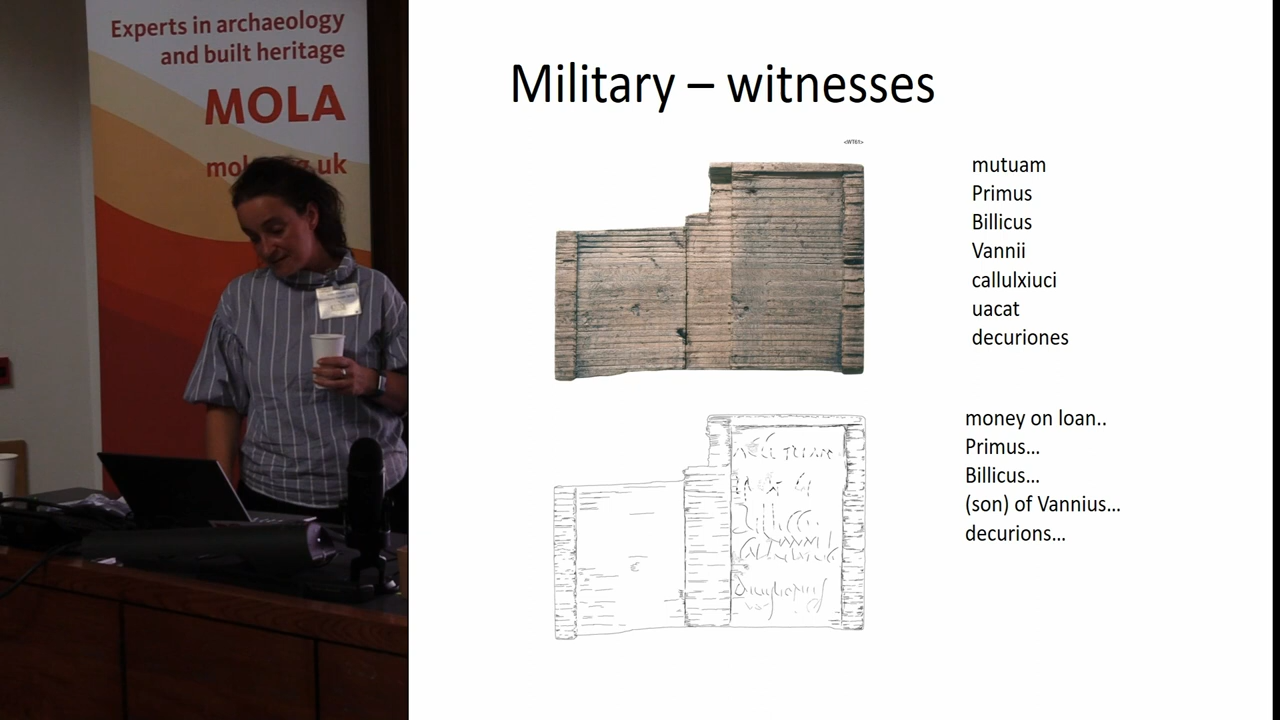 Experts in archaeology
and built heritage
MOLA
Military – witnesses
<WT61>
mutuam
Primus
Billicus
Vannii
callulxiuci
uacat
decuriones
money on loan..
Primus...
Billicus...
(son) of Vannius...
decurions...